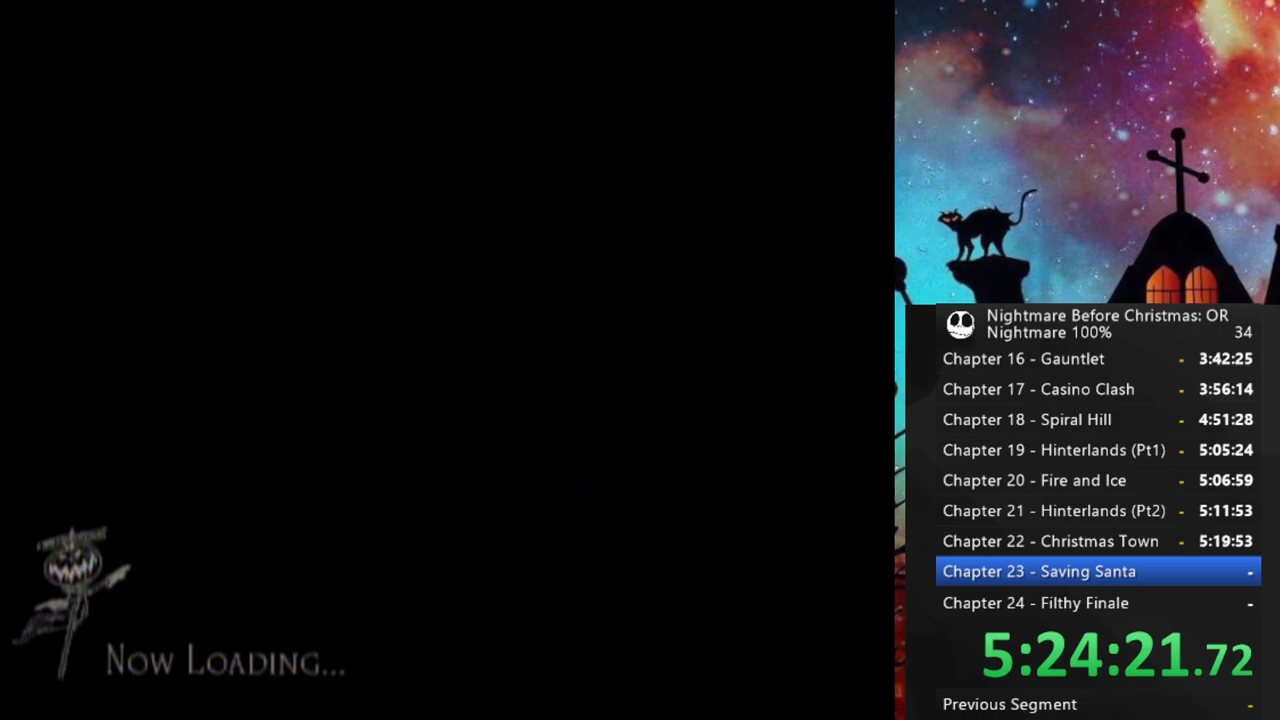 Now Loading...
Nightmare Before Christmas: OR
Nightmare 100% 34
Chapter 16 - Gauntlet - 3:42:25
Chapter 17 - Casino Clash - 3:56:14
Chapter 18 - Spiral Hill - 4:51:28
Chapter 19 - Hinterlands (Pt1) - 5:05:24
Chapter 20 - Fire and Ice - 5:06:59
Chapter 21 - Hinterlands (Pt2) - 5:11:53
Chapter 22 - Christmas Town - 5:19:53
Chapter 23 - Saving Santa -
Chapter 24 - Filthy Finale -
5:24:21.72
Previous Segment -